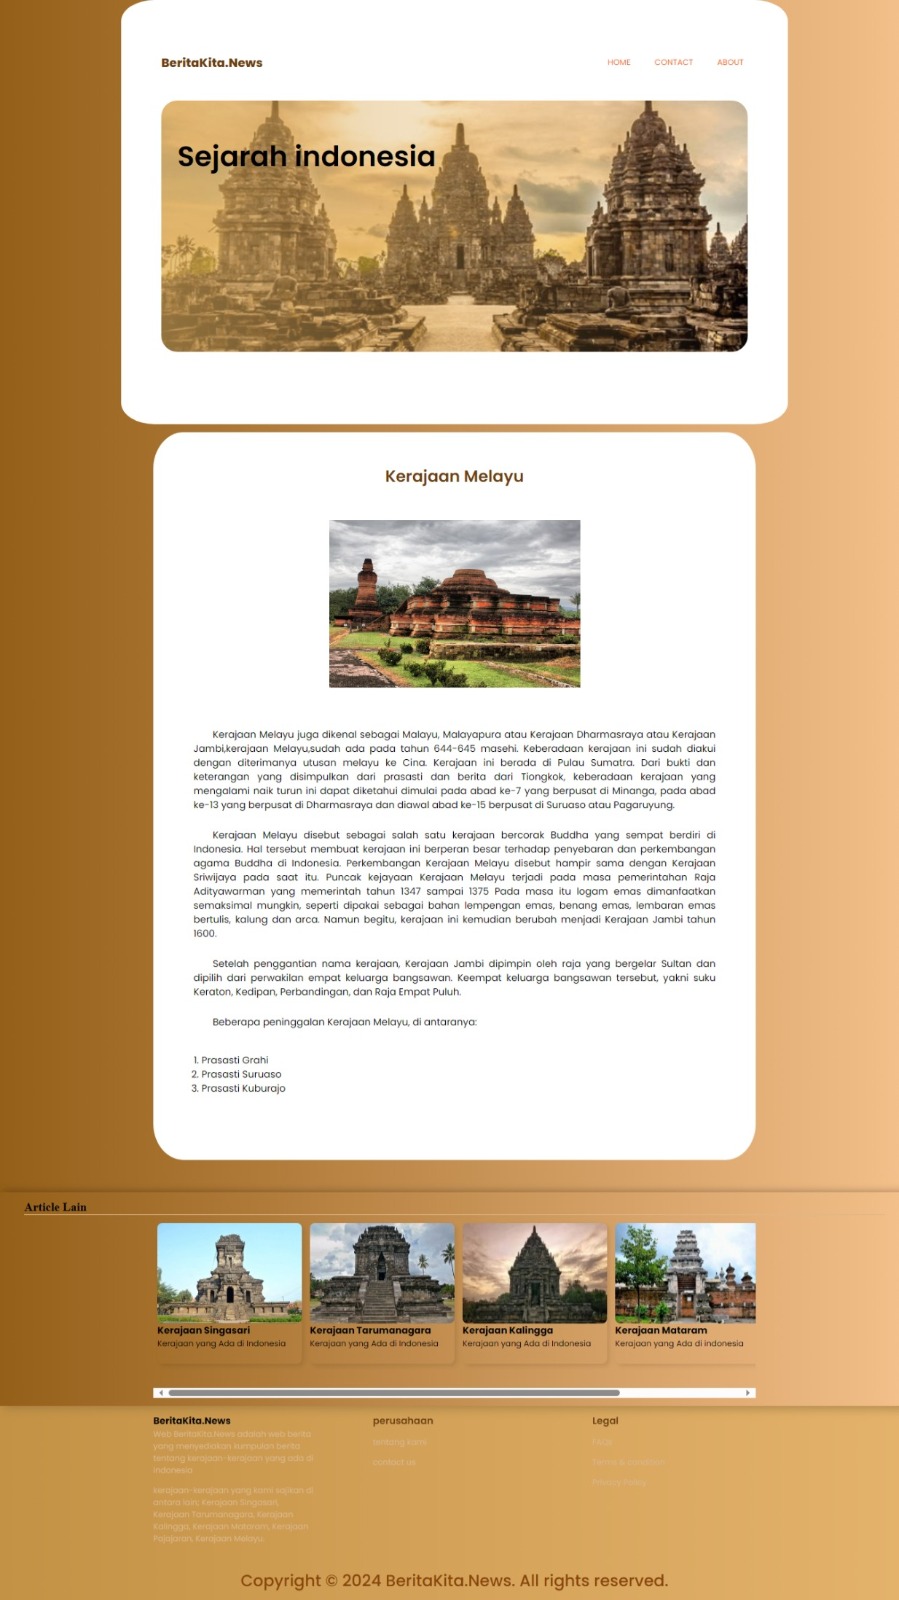 BeritaKita.News
HOME CONTACT ABOUT
Sejarah indonesia
Kerajaan Melayu
Kerajaan Melayu juga dikenal sebagai Malayu, Malayapura atau Kerajaan Dharmasraya atau Kerajaan
Jambi,kerajaan Melayu,sudah ada pada tahun 644-645 masehi. Keberadaan kerajaan ini sudah diakui
dengan diterimanya utusan melayu ke Cina. Kerajaan ini berada di Pulau Sumatra. Dari bukti dan
keterangan yang disimpulkan dari prasasti dan berita dari Tiongkok, keberadaan kerajaan yang
mengalami naik turun ini dapat diketahui dimulai pada abad ke-7 yang berpusat di Minanga, pada abad
ke-13 yang berpusat di Dharmasraya dan diawal abad ke-15 berpusat di Suruaso atau Pagaruyung.
Kerajaan Melayu disebut sebagai salah satu kerajaan bercorak Buddha yang sempat berdiri di
Indonesia. Hal tersebut membuat kerajaan ini berperan besar terhadap penyebaran dan perkembangan
agama Buddha di Indonesia. Perkembangan Kerajaan Melayu disebut hampir sama dengan Kerajaan
Sriwijaya pada saat itu. Puncak kejayaan Kerajaan Melayu terjadi pada masa pemerintahan Raja
Adityawarman yang memerintah tahun 1347 sampai 1375 Pada masa itu logam emas dimanfaatkan
semaksimal mungkin, seperti dipakai sebagai bahan lempengan emas, benang emas, lembaran emas
bertulis, kalung dan arca. Namun begitu, kerajaan ini kemudian berubah menjadi Kerajaan Jambi tahun
1600.
Setelah penggantian nama kerajaan, Kerajaan Jambi dipimpin oleh raja yang bergelar Sultan dan
dipilih dari perwakilan empat keluarga bangsawan. Keempat keluarga bangsawan tersebut, yakni suku
Keraton, Kedipan, Perbandingan, dan Raja Empat Puluh.
Beberapa peninggalan Kerajaan Melayu, di antaranya:
1. Prasasti Grahi
2. Prasasti Suruaso
3. Prasasti Kuburajo
Article Lain
Kerajaan Singasari
Kerajaan yang Ada di Indonesia
Kerajaan Tarumanagara
Kerajaan yang Ada di Indonesia
Kerajaan Kalingga
Kerajaan yang Ada di Indonesia
Kerajaan Mataram
Kerajaan yang Ada di indonesia
BeritaKita.News
Web BeritaKita.News adalah web berita
yang menyediakan kumpulan berita
tentang kerajaan-kerajaan yang ada di
Indonesia
kerajaan-kerajaan yang kami sajikan di
antara lain; Kerajaan Singasari,
Kerajaan Tarumanagara, Kerajaan
Kalingga, Kerajaan Mataram, Kerajaan
Pajajaran, Kerajaan Melayu.
perusahaan
tentang kami
contact us
Legal
FAQs
Terms & Conditions
Privacy Policy
Copyright © 2024 BeritaKita.News. All rights reserved.